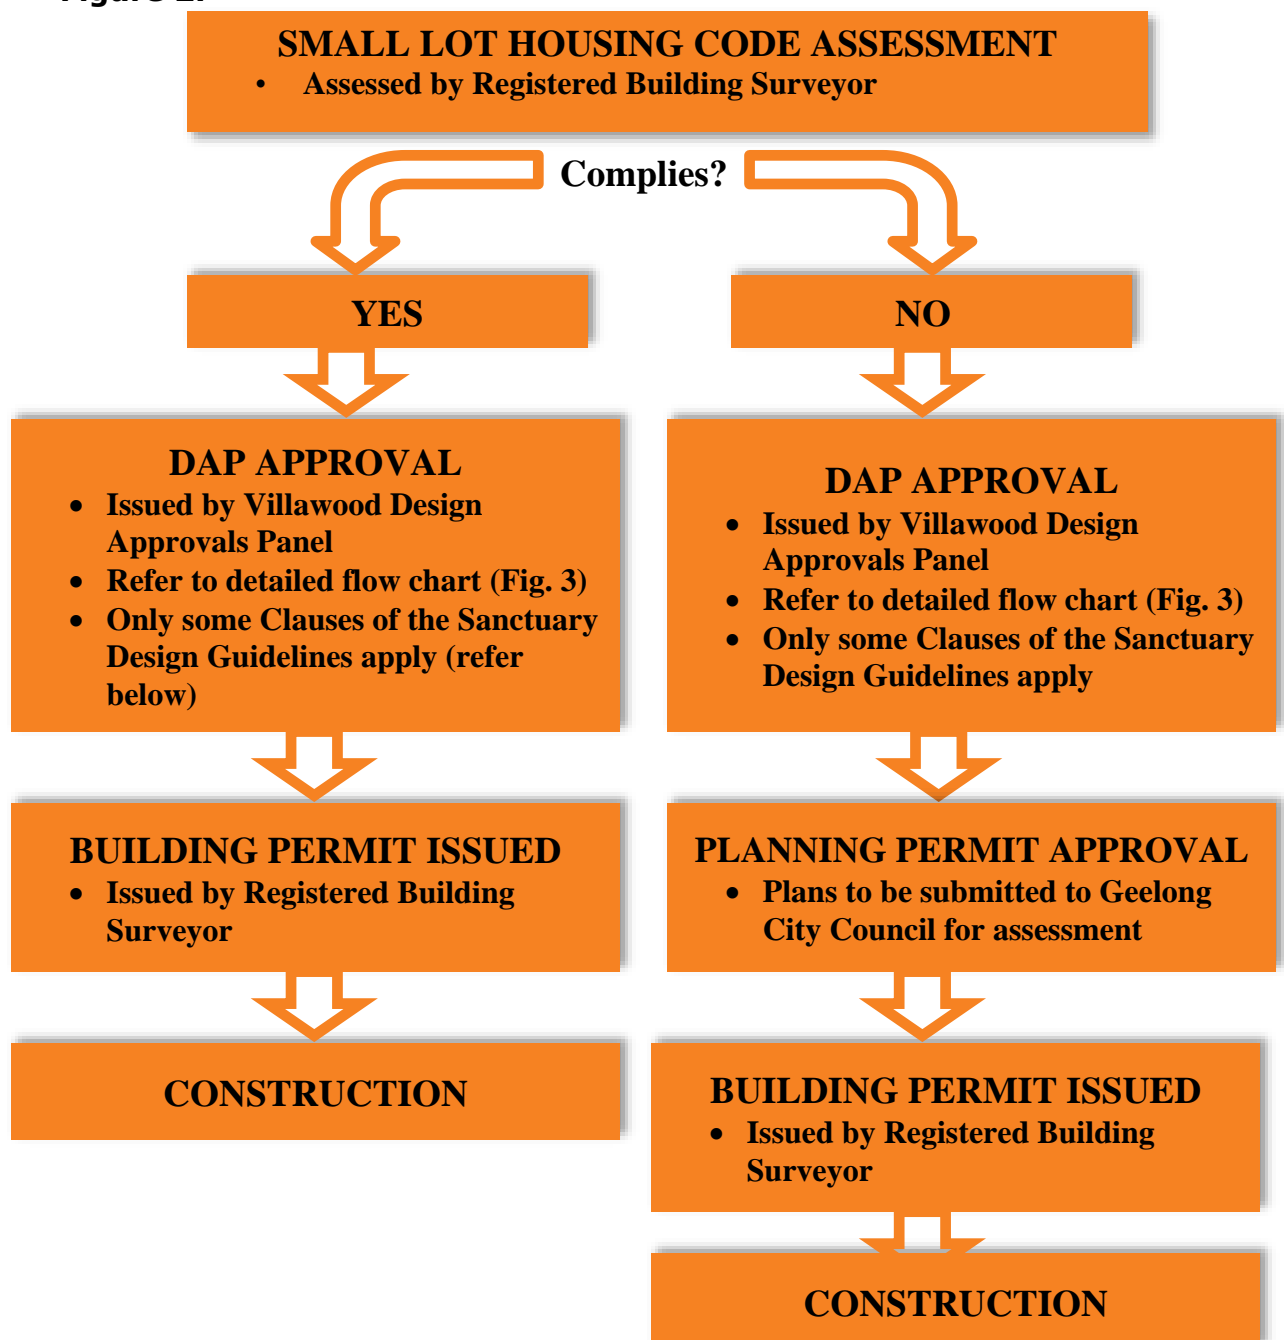 SMALL LOT HOUSING CODE ASSESSMENT
• Assessed by Registered Building Surveyor
Complies?
YES
NO
DAP APPROVAL
• Issued by Villawood Design
Approvals Panel
• Refer to detailed flow chart (Fig. 3)
• Only some Clauses of the Sanctuary
Design Guidelines apply (refer
below)
DAP APPROVAL
• Issued by Villawood Design
Approvals Panel
• Refer to detailed flow chart (Fig. 3)
• Only some Clauses of the Sanctuary
Design Guidelines apply
BUILDING PERMIT ISSUED
• Issued by Registered Building
Surveyor
PLANNING PERMIT APPROVAL
• Plans to be submitted to Geelong
City Council for assessment
CONSTRUCTION
BUILDING PERMIT ISSUED
• Issued by Registered Building
Surveyor
CONSTRUCTION